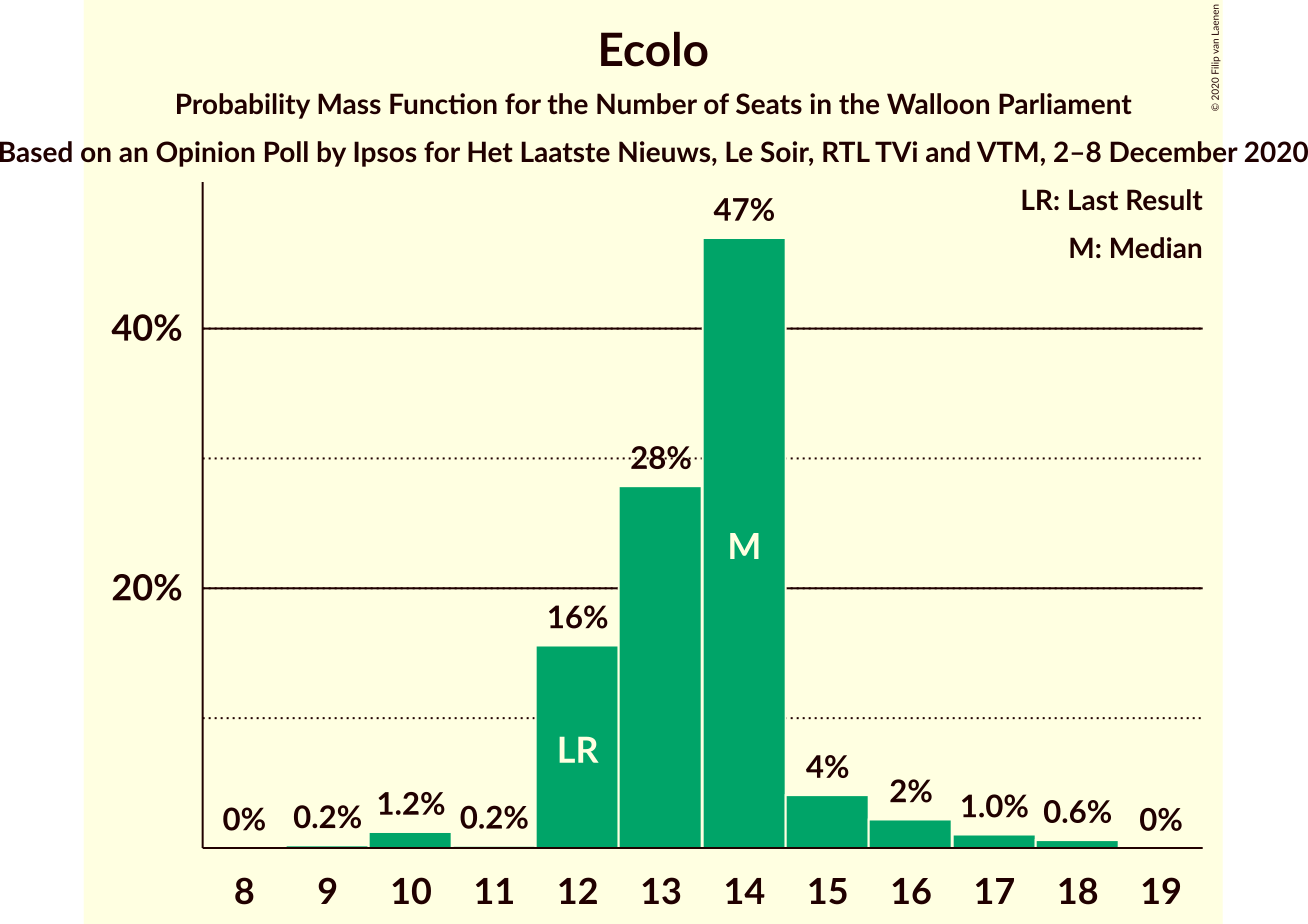 Ecolo
Probability Mass Function for the Number of Seats in the Walloon Parliament
Based on an Opinion Poll by Ipsos for Het Laatste Nieuws, Le Soir, RTL TVi and VTM, 2–8 December 2020
© 2020 Filip van Laenen
LR: Last Result
M: Median
47%
40%
28%
M
20%
16%
LR
4%
2%
1.2%
1.0%
0.6%
0%
0.2%
0.2%
0%
8 9 10 11 12 13 14 15 16 17 18 19